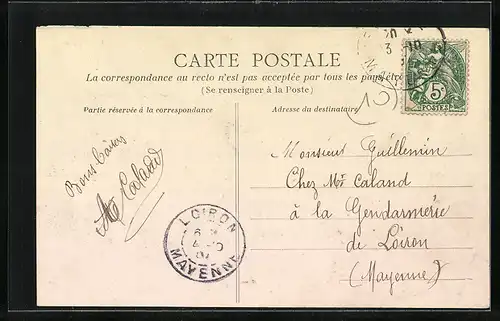 CARTE POSTALE
La correspondance au recto n'est pas acceptée par tous les pays étr
(Se renseigner à la Poste)
Partie réservée à la correspondance
Adresse du destinataire
Bons Baisers
Caland
Monsieur Guillemin
Chez Mr Caland
à la Gendarmerie
de Loiron
(Mayenne)
LOIRON
MAYENNE
5c
POSTES